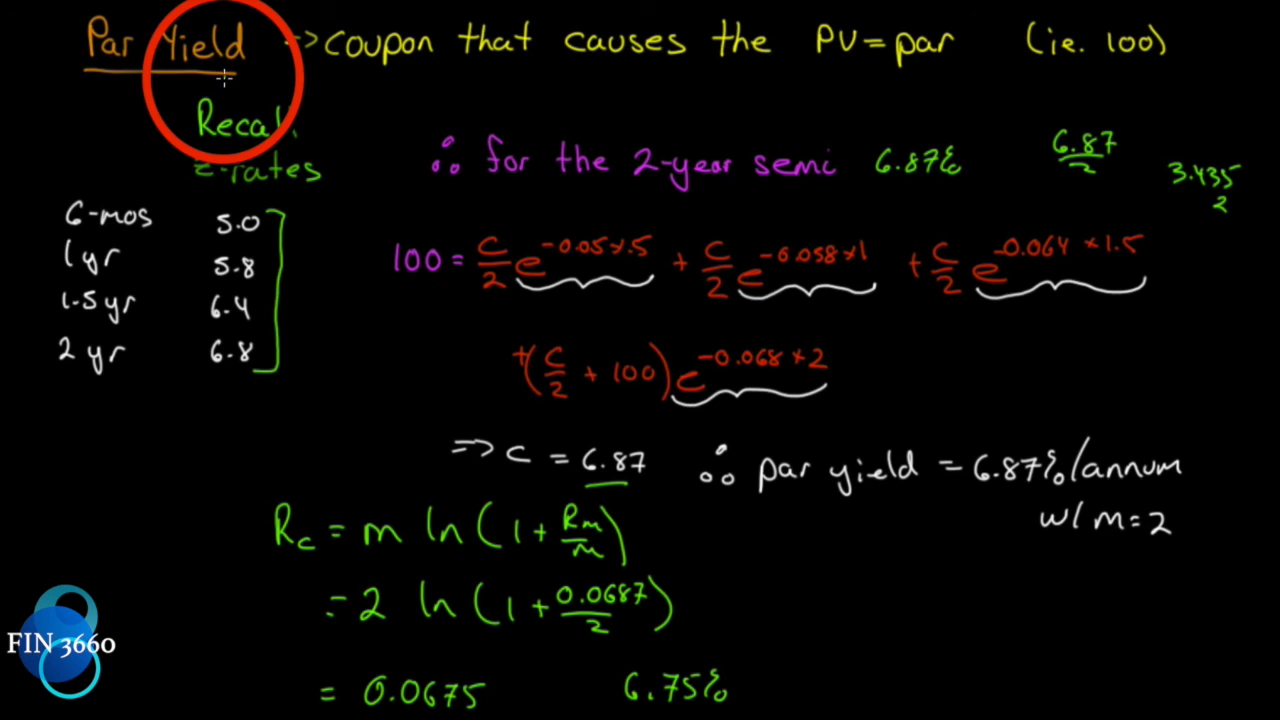 Par Yield => coupon that causes the PV = par (ie. 100)
Recall
z-rates
6-mos 5.0
1 yr 5.8
1.5 yr 6.4
2 yr 6.8
∴ for the 2-year semi 6.87% 6.87/2 3.435 2
100 = c/2 e^-0.05×.5 + c/2 e^-0.058×1 + c/2 e^-0.064×1.5
+(c/2 + 100) e^-0.068×2
=> c = 6.87 ∴ par yield = 6.87%/annum
w/ m=2
Rc = m ln(1 + Rm/m)
= 2 ln(1 + 0.0687/2)
= 0.0675 6.75%
FIN 3660